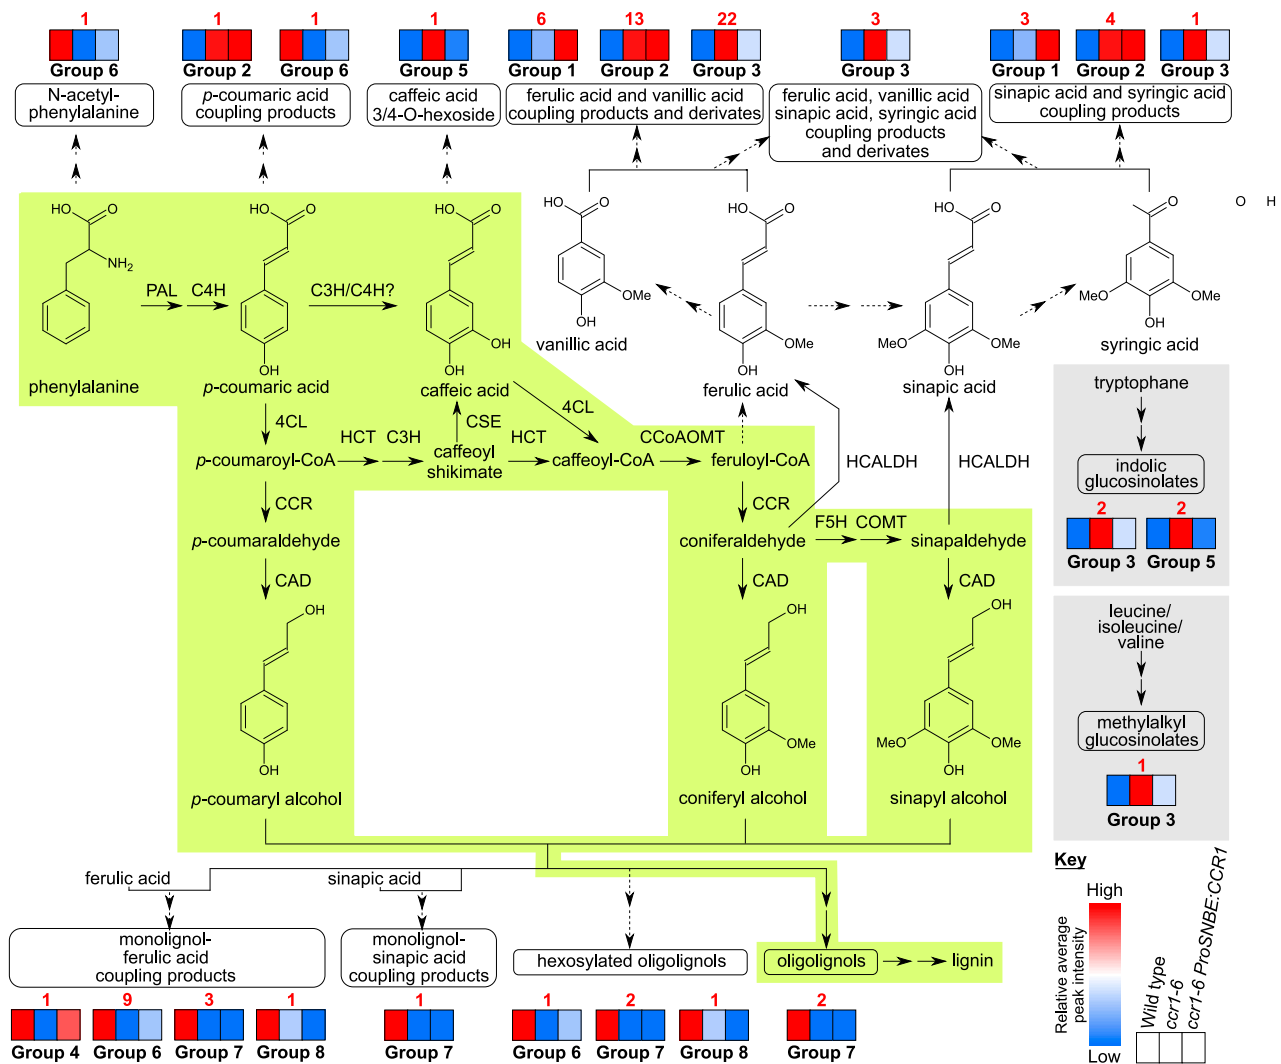 1 1 1 1 6 13 22 3 3 4 1
Group 6 Group 2 Group 6 Group 5 Group 1 Group 2 Group 3 Group 3 Group 1 Group 2 Group 3
N-acetyl-
phenylalanine
p-coumaric acid
coupling products
caffeic acid
3/4-O-hexoside
ferulic acid and vanillic acid
coupling products and derivates
ferulic acid, vanillic acid
sinapic acid, syringic acid
coupling products
and derivates
sinapic acid and syringic acid
coupling products
HO O
NH2
phenylalanine
PAL
C4H
HO O
OH
p-coumaric acid
C3H/C4H?
HO O
OH
OH
caffeic acid
HO O
OMe
OH
vanillic acid
HO O
OMe
OH
ferulic acid
HO O
MeO OMe
OH
sinapic acid
O
MeO OMe
OH
syringic acid
O H
4CL
4CL
CSE
p-coumaroyl-CoA
HCT
C3H
caffeoyl
shikimate
HCT
caffeoyl-CoA
CCoAOMT
feruloyl-CoA
HCALDH
HCALDH
CCR
CCR
p-coumaraldehyde
coniferaldehyde
F5H
COMT
sinapaldehyde
CAD
CAD
CAD
OH
OH
p-coumaryl alcohol
OH
OMe
OH
coniferyl alcohol
OH
MeO OMe
OH
sinapyl alcohol
tryptophane
indolic
glucosinolates
2 2
Group 3 Group 5
leucine/
isoleucine/
valine
methylalkyl
glucosinolates
1
Group 3
ferulic acid
sinapic acid
monolignol-
ferulic acid
coupling products
monolignol-
sinapic acid
coupling products
hexosylated oligolignols
oligolignols
lignin
1 9 3 1 1 1 2 1 2
Group 4 Group 6 Group 7 Group 8 Group 7 Group 6 Group 7 Group 8 Group 7
Key
High
Relative average
peak intensity
Low
Wild type
ccr1-6
ccr1-6 ProSNBE:CCR1